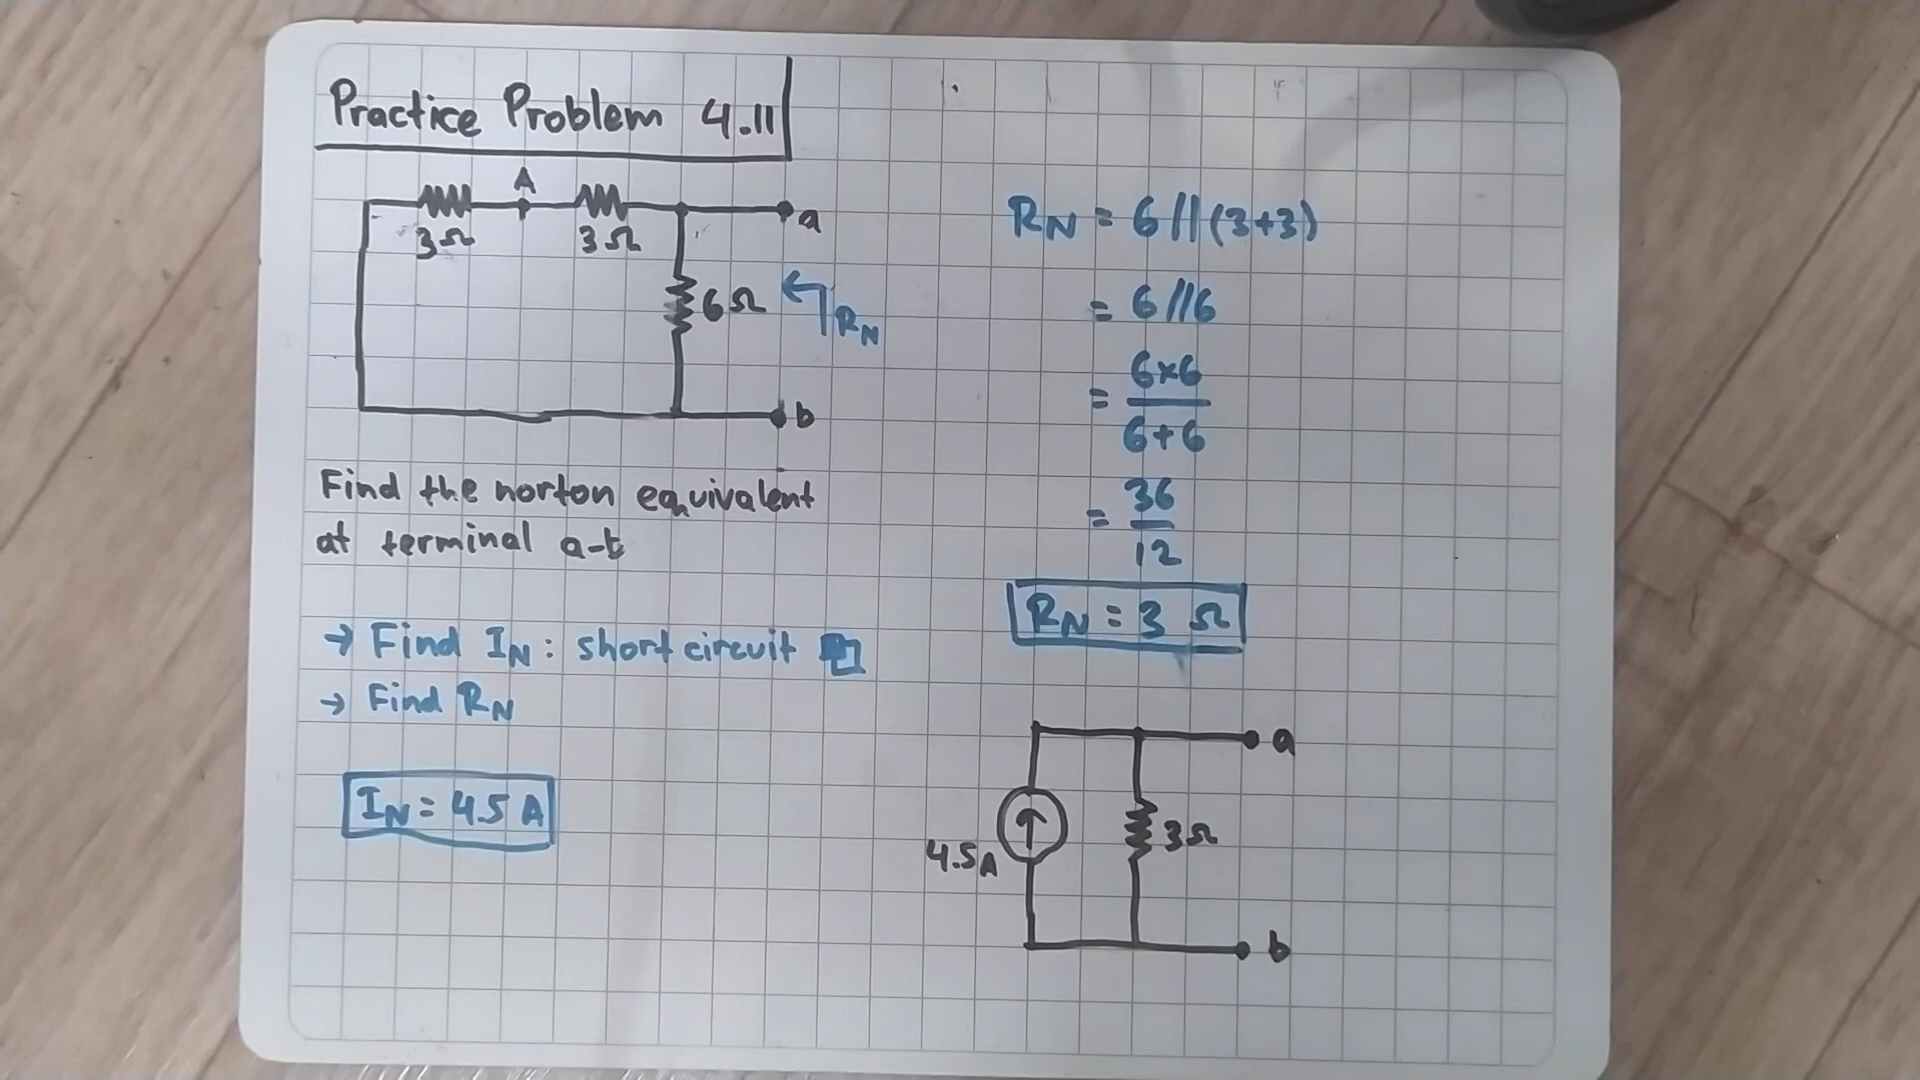 Practice Problem 4.11
A
3Ω
3Ω
a
6Ω
RN
b
Find the norton equivalent
at terminal a-b
→ Find IN: short circuit
→ Find RN
IN = 4.5 A
RN = 6//(3+3)
= 6//6
= 6×6
6+6
= 36
12
RN = 3 Ω
a
4.5A
3Ω
b